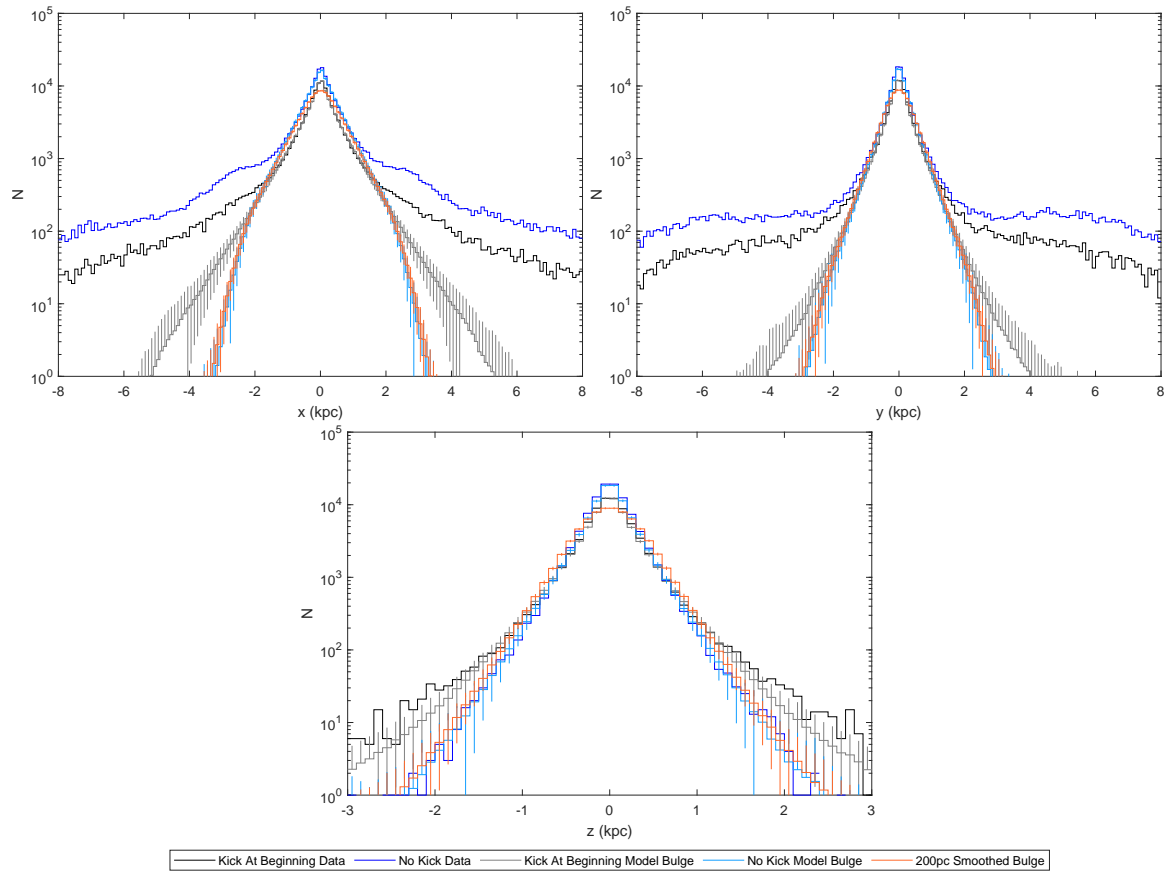 10^5
10^4
10^3
10^2
10^1
10^0
N
-8 -6 -4 -2 0 2 4 6 8
x (kpc)
10^5
10^4
10^3
10^2
10^1
10^0
N
-8 -6 -4 -2 0 2 4 6 8
y (kpc)
10^5
10^4
10^3
10^2
10^1
10^0
N
-3 -2 -1 0 1 2 3
z (kpc)
Kick At Beginning Data No Kick Data Kick At Beginning Model Bulge No Kick Model Bulge 200pc Smoothed Bulge